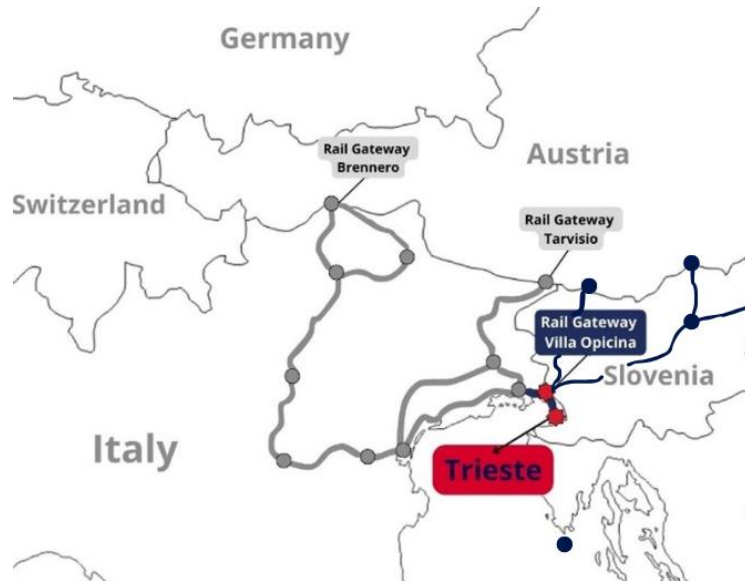 Germany
Rail Gateway
Brennero
Austria
Switzerland
Rail Gateway
Tarvisio
Rail Gateway
Villa Opicina
Slovenia
Italy
Trieste